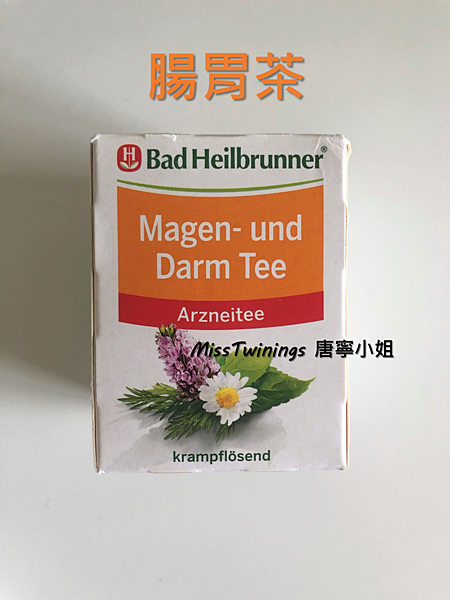 腸胃茶
Bad Heilbrunner®
Magen- und
Darm Tee
Arzneitee
MissTwinings 唐寧小姐
krampflösend